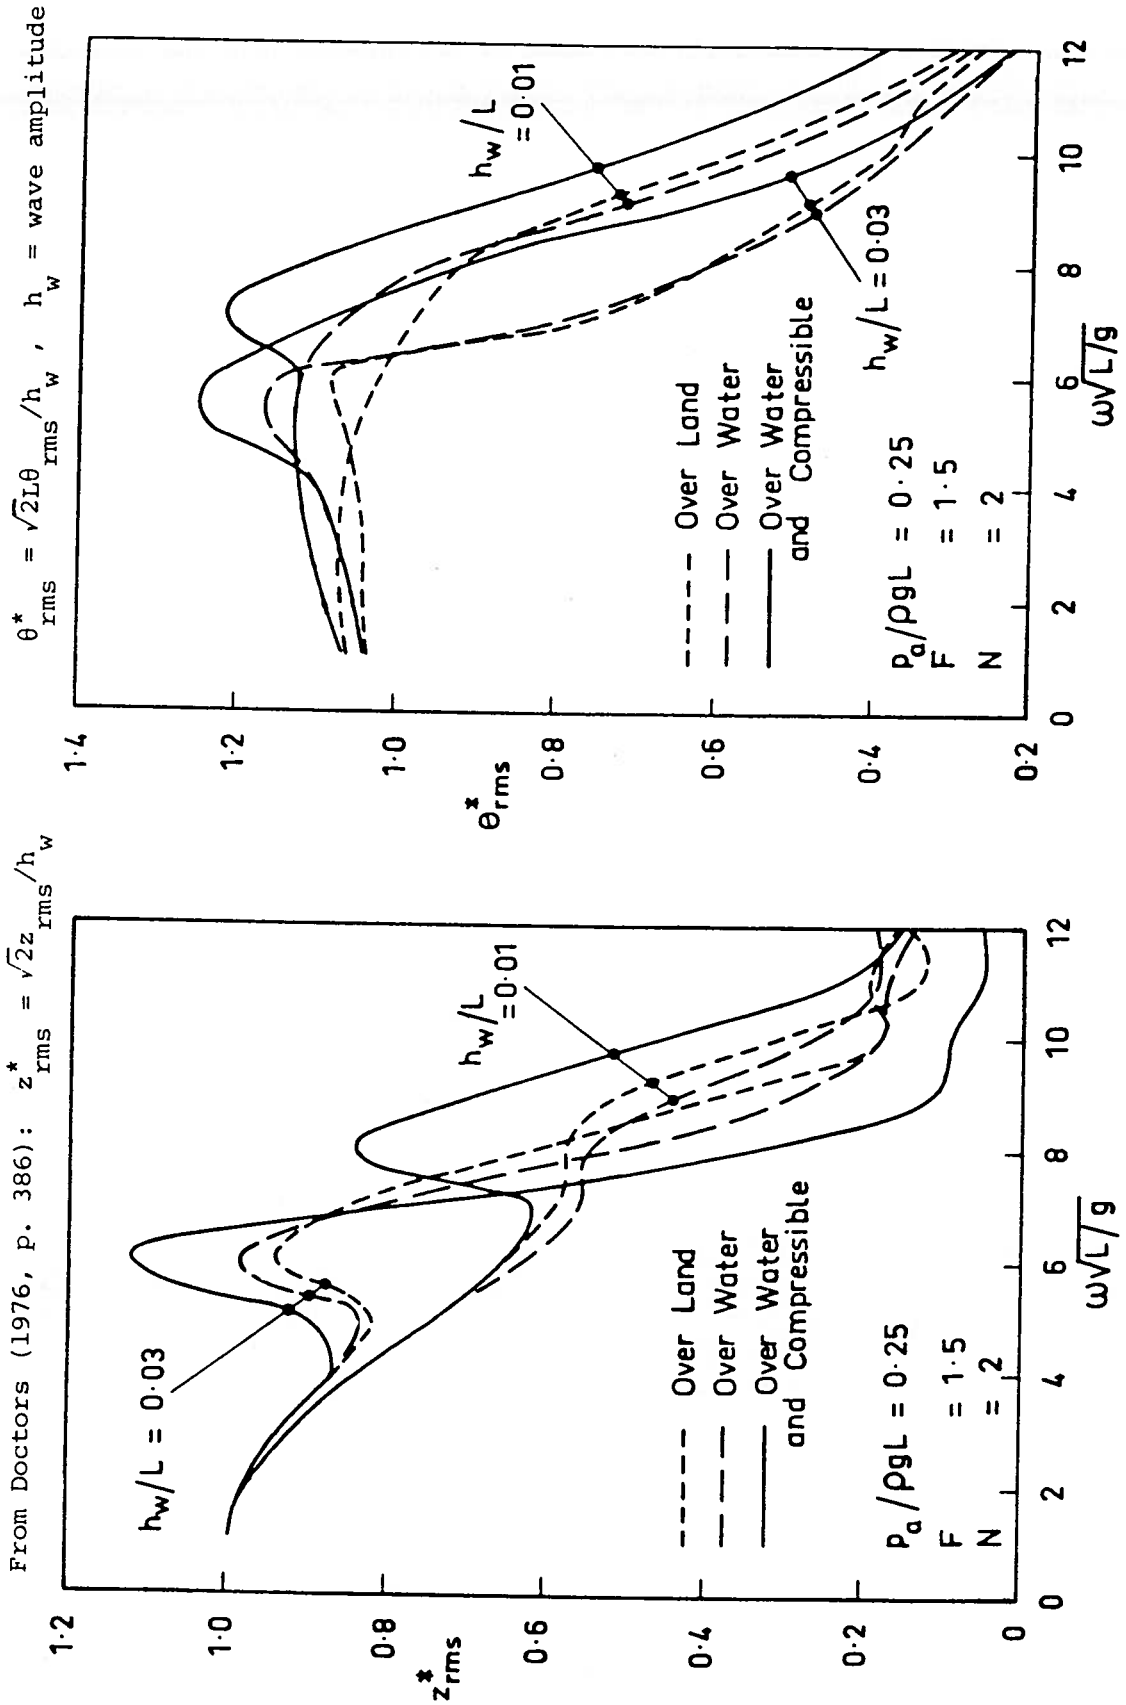 From Doctors (1976, p. 386): z*rms = √2zrms/hw
θ*rms = √2Lθrms/hw , hw = wave amplitude
1·2
1·0
0·8
0·6
0·4
0·2
0
z*rms
0
2
4
6
8
10
12
ω√L/g
hw/L = 0·03
hw/L
=0·01
Over Land
Over Water
Over Water
and Compressible
Pa/ρgL = 0·25
F = 1·5
N = 2
1·4
1·2
1·0
0·8
0·6
0·4
0·2
θ*rms
0
2
4
6
8
10
12
ω√L/g
hw/L
=0·01
hw/L=0·03
Over Land
Over Water
Over Water
and Compressible
Pa/ρgL = 0·25
F = 1·5
N = 2